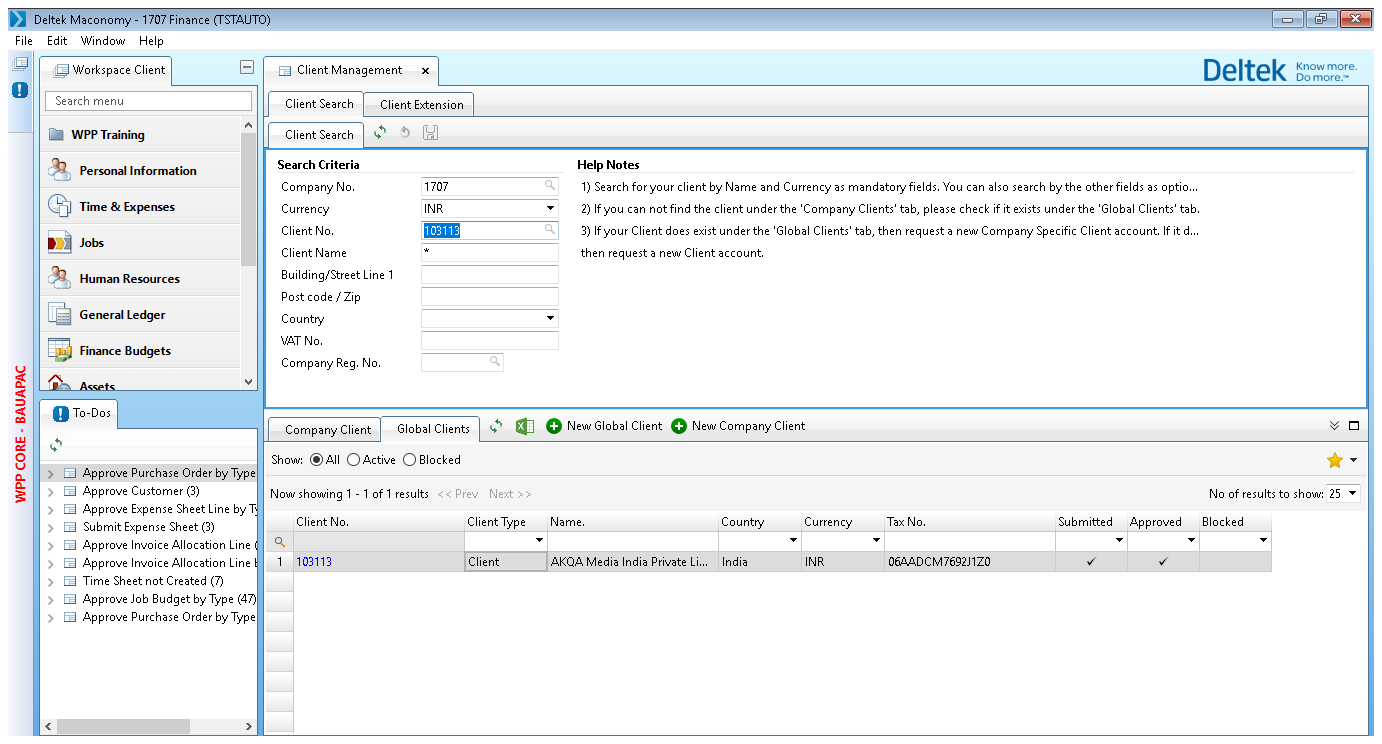 Deltek Maconomy - 1707 Finance (TSTAUTO)
File Edit Window Help
WPP CORE - BAUAPAC
Workspace Client
Search menu
WPP Training
Personal Information
Time & Expenses
Jobs
Human Resources
General Ledger
Finance Budgets
Assets
To-Dos
Approve Purchase Order by Type
Approve Customer (3)
Approve Expense Sheet Line by Ty
Submit Expense Sheet (3)
Approve Invoice Allocation Line (
Approve Invoice Allocation Line b
Time Sheet not Created (7)
Approve Job Budget by Type (47)
Approve Purchase Order by Type
Client Management
Deltek Know more.
Do more.™
Client Search Client Extension
Client Search
Search Criteria
Company No. 1707
Currency INR
Client No. 103113
Client Name *
Building/Street Line 1
Post code / Zip
Country
VAT No.
Company Reg. No.
Help Notes
1) Search for your client by Name and Currency as mandatory fields. You can also search by the other fields as optio...
2) If you can not find the client under the 'Company Clients' tab, please check if it exists under the 'Global Clients' tab.
3) If your Client does exist under the 'Global Clients' tab, then request a new Company Specific Client account. If it d...
then request a new Client account.
Company Client Global Clients New Global Client New Company Client
Show: All Active Blocked
Now showing 1 - 1 of 1 results << Prev Next >> No of results to show: 25
Client No. Client Type Name. Country Currency Tax No. Submitted Approved Blocked
1 103113 Client AKQA Media India Private Li... India INR 06AADCM7692J1Z0 ✓ ✓